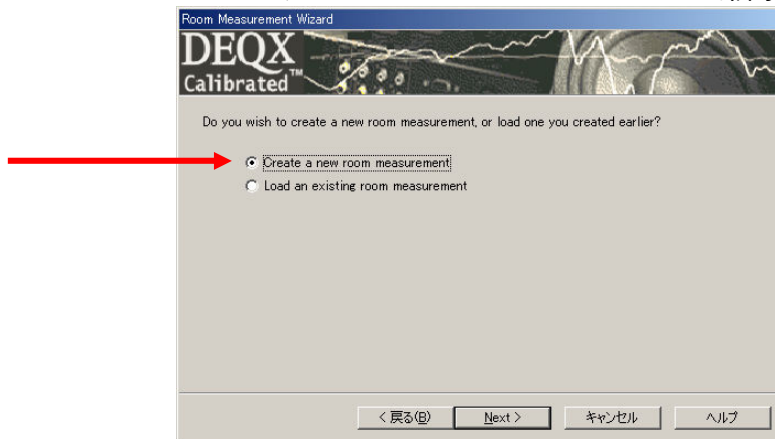 Room Measurement Wizard
DEQX
Calibrated™
Do you wish to create a new room measurement, or load one you created earlier?
Create a new room measurement
Load an existing room measurement
< 戻る(B) Next > キャンセル ヘルプ